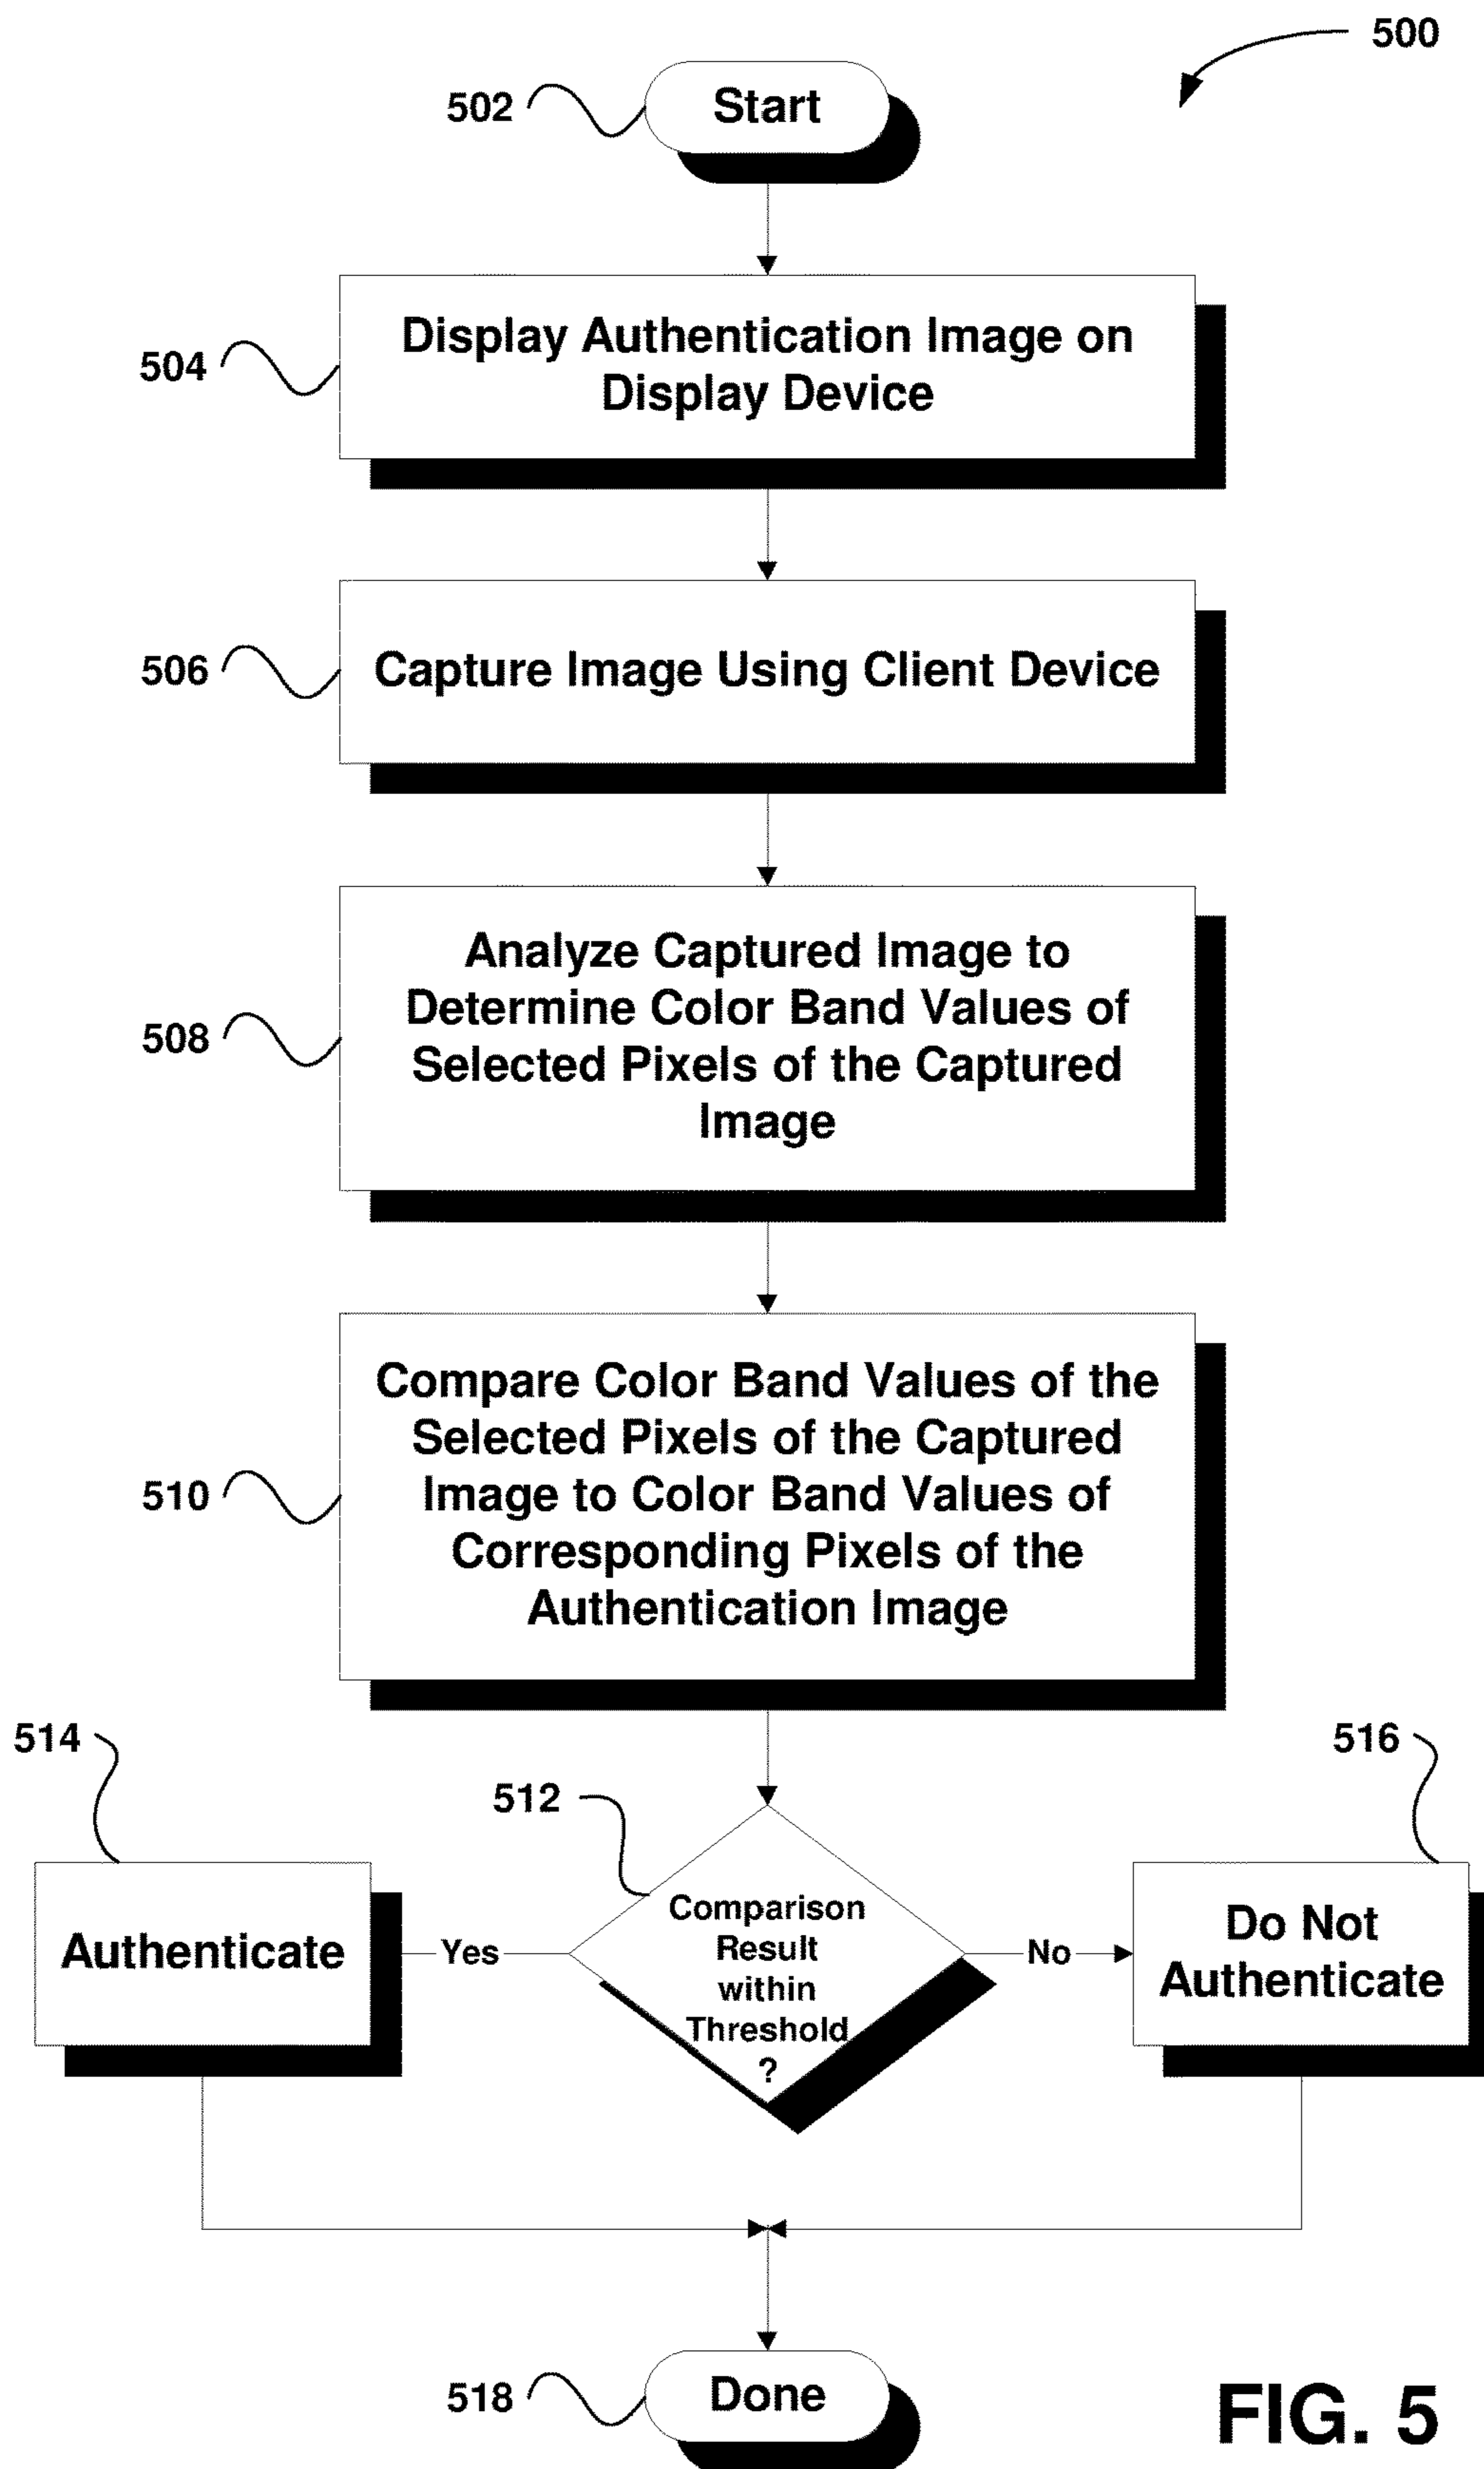 500
502
Start
504
Display Authentication Image on
Display Device
506
Capture Image Using Client Device
508
Analyze Captured Image to
Determine Color Band Values of
Selected Pixels of the Captured
Image
510
Compare Color Band Values of the
Selected Pixels of the Captured
Image to Color Band Values of
Corresponding Pixels of the
Authentication Image
514
512
516
Authenticate
Yes
Comparison
Result
within
Threshold
?
No
Do Not
Authenticate
518
Done
FIG. 5